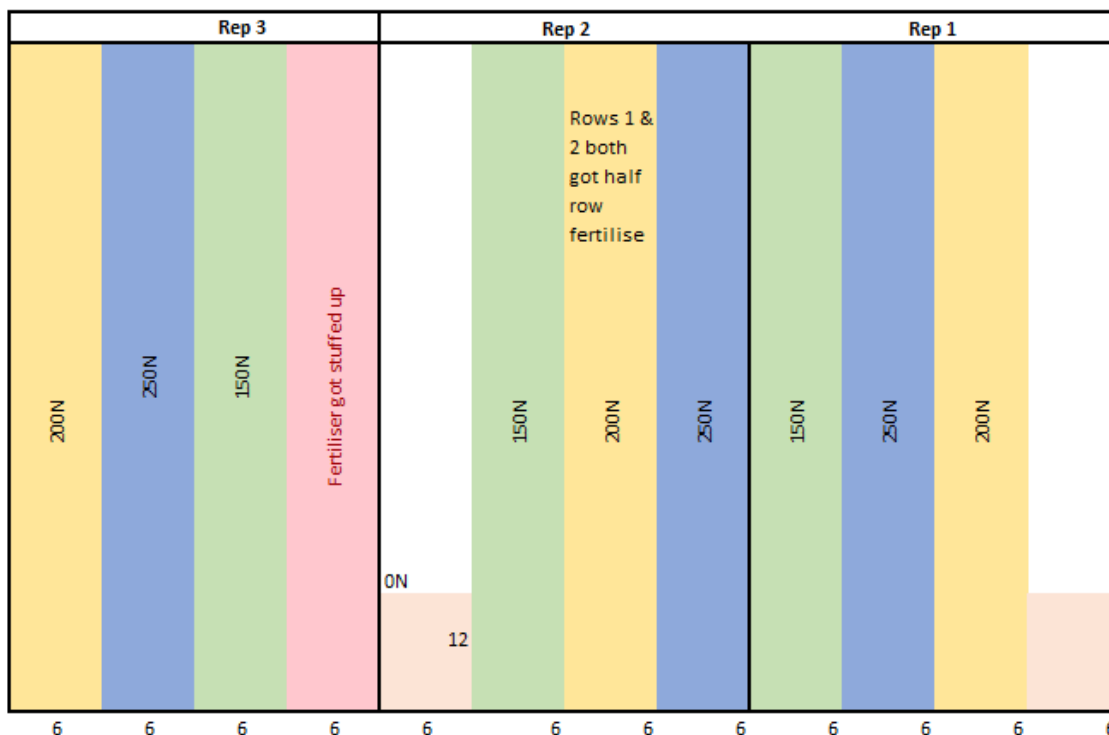 Rep 3
Rep 2
Rep 1
Rows 1 &
2 both
got half
row
fertilise
200N
250N
150N
Fertiliser got stuffed up
150N
200N
250N
150N
250N
200N
0N
12
6 6 6 6 6 6 6 6 6 6 6 6